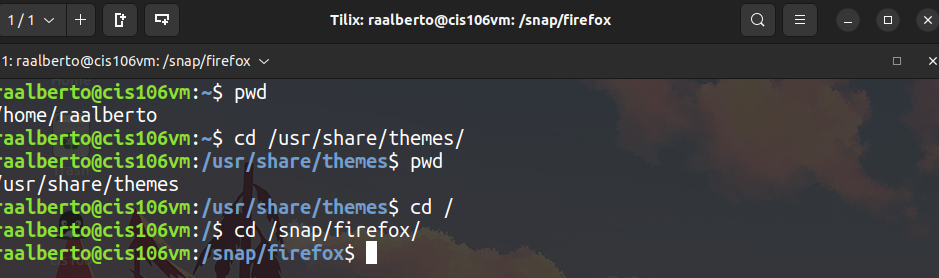 1 / 1
Tilix: raalberto@cis106vm: /snap/firefox
1: raalberto@cis106vm: /snap/firefox
raalberto@cis106vm:~$ pwd
/home/raalberto
raalberto@cis106vm:~$ cd /usr/share/themes/
raalberto@cis106vm:/usr/share/themes$ pwd
/usr/share/themes
raalberto@cis106vm:/usr/share/themes$ cd /
raalberto@cis106vm:/$ cd /snap/firefox/
raalberto@cis106vm:/snap/firefox$